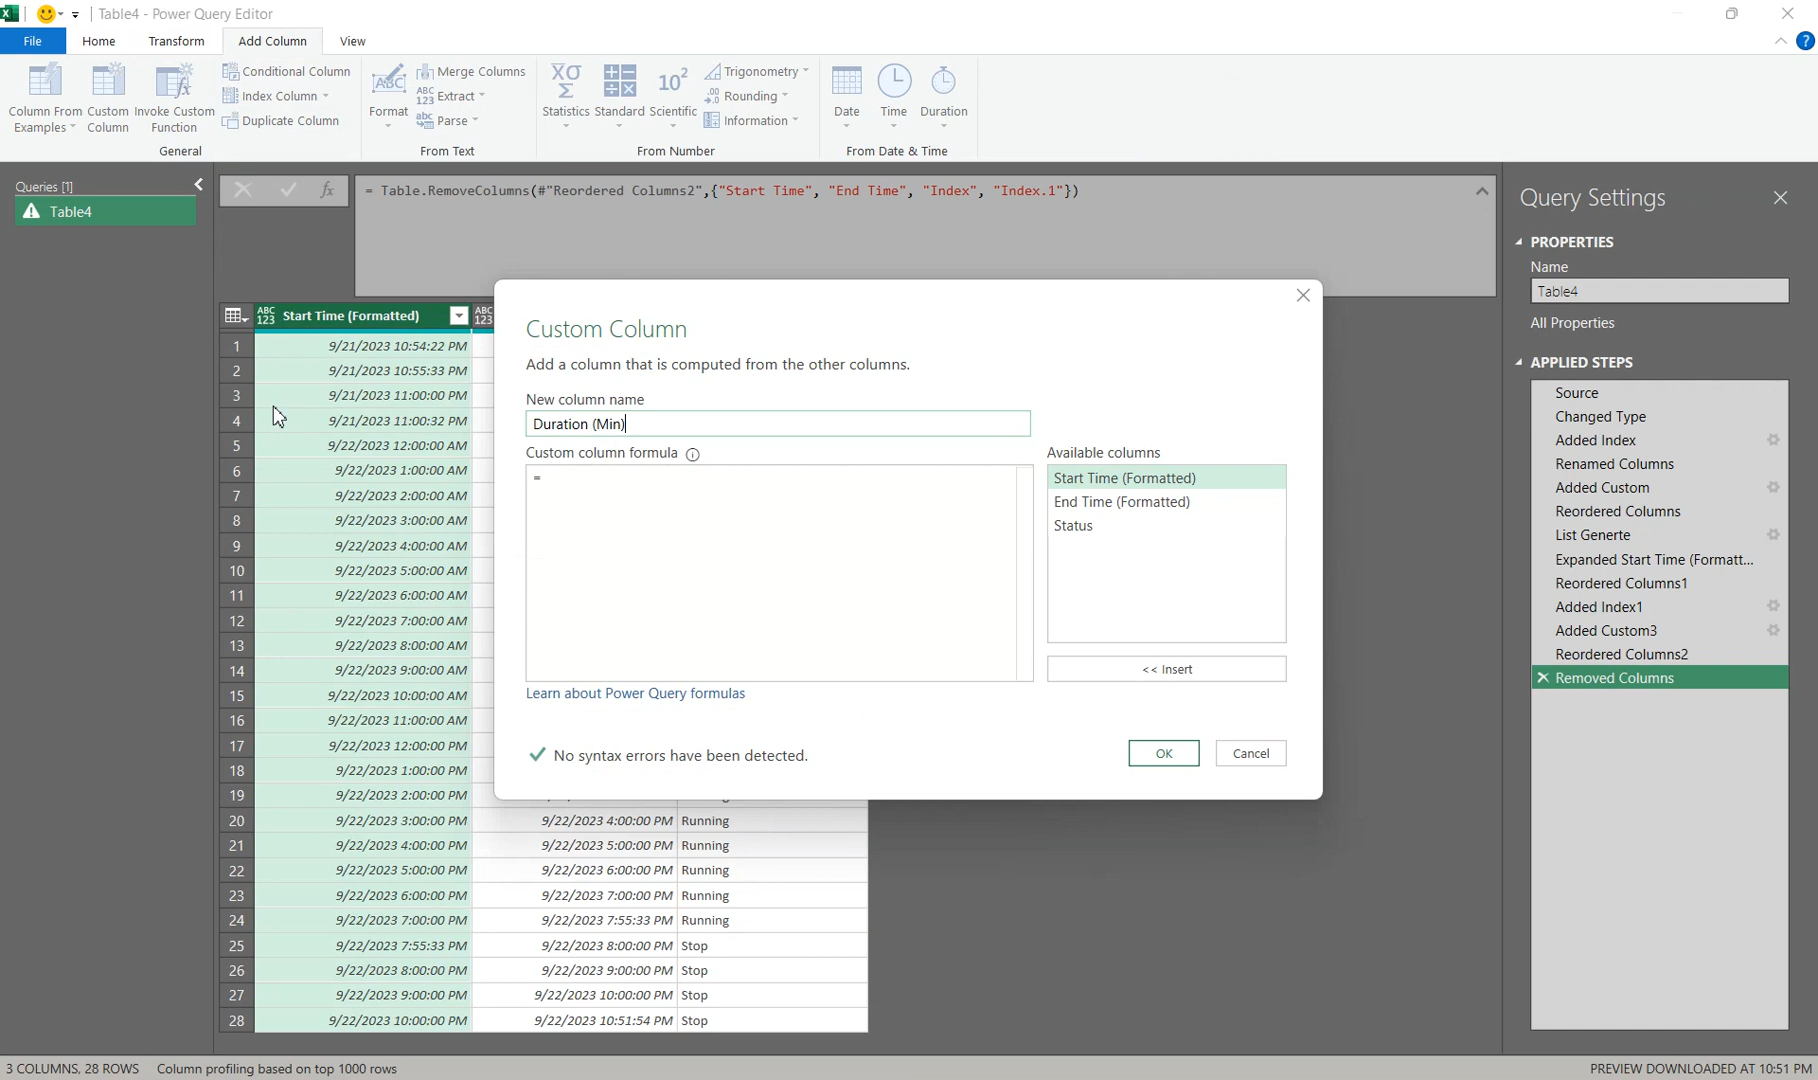 Table4 - Power Query Editor
File Home Transform Add Column View
Column From Examples
Custom Column
Invoke Custom Function
Conditional Column
Index Column
Duplicate Column
General
Format
ABC
Merge Columns
ABC 123 Extract
abc Parse
From Text
XΣ Statistics
Standard
10² Scientific
Trigonometry
.00 Rounding
Information
From Number
Date
Time
Duration
From Date & Time
Queries [1]
Table4
fx
= Table.RemoveColumns(#"Reordered Columns2",{"Start Time", "End Time", "Index", "Index.1"})
ABC 123 Start Time (Formatted) ABC 123
1 9/21/2023 10:54:22 PM
2 9/21/2023 10:55:33 PM
3 9/21/2023 11:00:00 PM
4 9/21/2023 11:00:32 PM
5 9/22/2023 12:00:00 AM
6 9/22/2023 1:00:00 AM
7 9/22/2023 2:00:00 AM
8 9/22/2023 3:00:00 AM
9 9/22/2023 4:00:00 AM
10 9/22/2023 5:00:00 AM
11 9/22/2023 6:00:00 AM
12 9/22/2023 7:00:00 AM
13 9/22/2023 8:00:00 AM
14 9/22/2023 9:00:00 AM
15 9/22/2023 10:00:00 AM
16 9/22/2023 11:00:00 AM
17 9/22/2023 12:00:00 PM
18 9/22/2023 1:00:00 PM
19 9/22/2023 2:00:00 PM
20 9/22/2023 3:00:00 PM 9/22/2023 4:00:00 PM Running
21 9/22/2023 4:00:00 PM 9/22/2023 5:00:00 PM Running
22 9/22/2023 5:00:00 PM 9/22/2023 6:00:00 PM Running
23 9/22/2023 6:00:00 PM 9/22/2023 7:00:00 PM Running
24 9/22/2023 7:00:00 PM 9/22/2023 7:55:33 PM Running
25 9/22/2023 7:55:33 PM 9/22/2023 8:00:00 PM Stop
26 9/22/2023 8:00:00 PM 9/22/2023 9:00:00 PM Stop
27 9/22/2023 9:00:00 PM 9/22/2023 10:00:00 PM Stop
28 9/22/2023 10:00:00 PM 9/22/2023 10:51:54 PM Stop
Custom Column
Add a column that is computed from the other columns.
New column name
Duration (Min)
Custom column formula
=
Available columns
Start Time (Formatted)
End Time (Formatted)
Status
<< Insert
Learn about Power Query formulas
No syntax errors have been detected.
OK
Cancel
Query Settings
PROPERTIES
Name
Table4
All Properties
APPLIED STEPS
Source
Changed Type
Added Index
Renamed Columns
Added Custom
Reordered Columns
List Generte
Expanded Start Time (Formatt...
Reordered Columns1
Added Index1
Added Custom3
Reordered Columns2
Removed Columns
3 COLUMNS, 28 ROWS Column profiling based on top 1000 rows
PREVIEW DOWNLOADED AT 10:51 PM